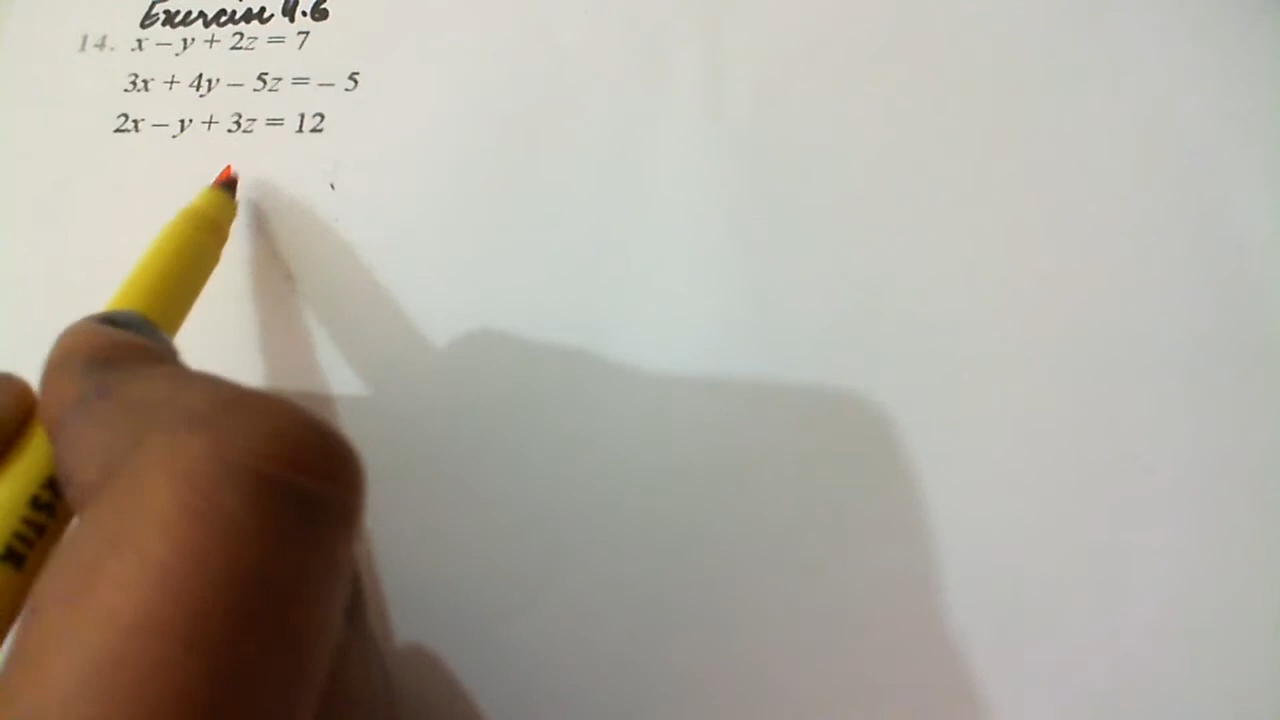 Exercise 4.6
14. x – y + 2z = 7
3x + 4y – 5z = – 5
2x – y + 3z = 12